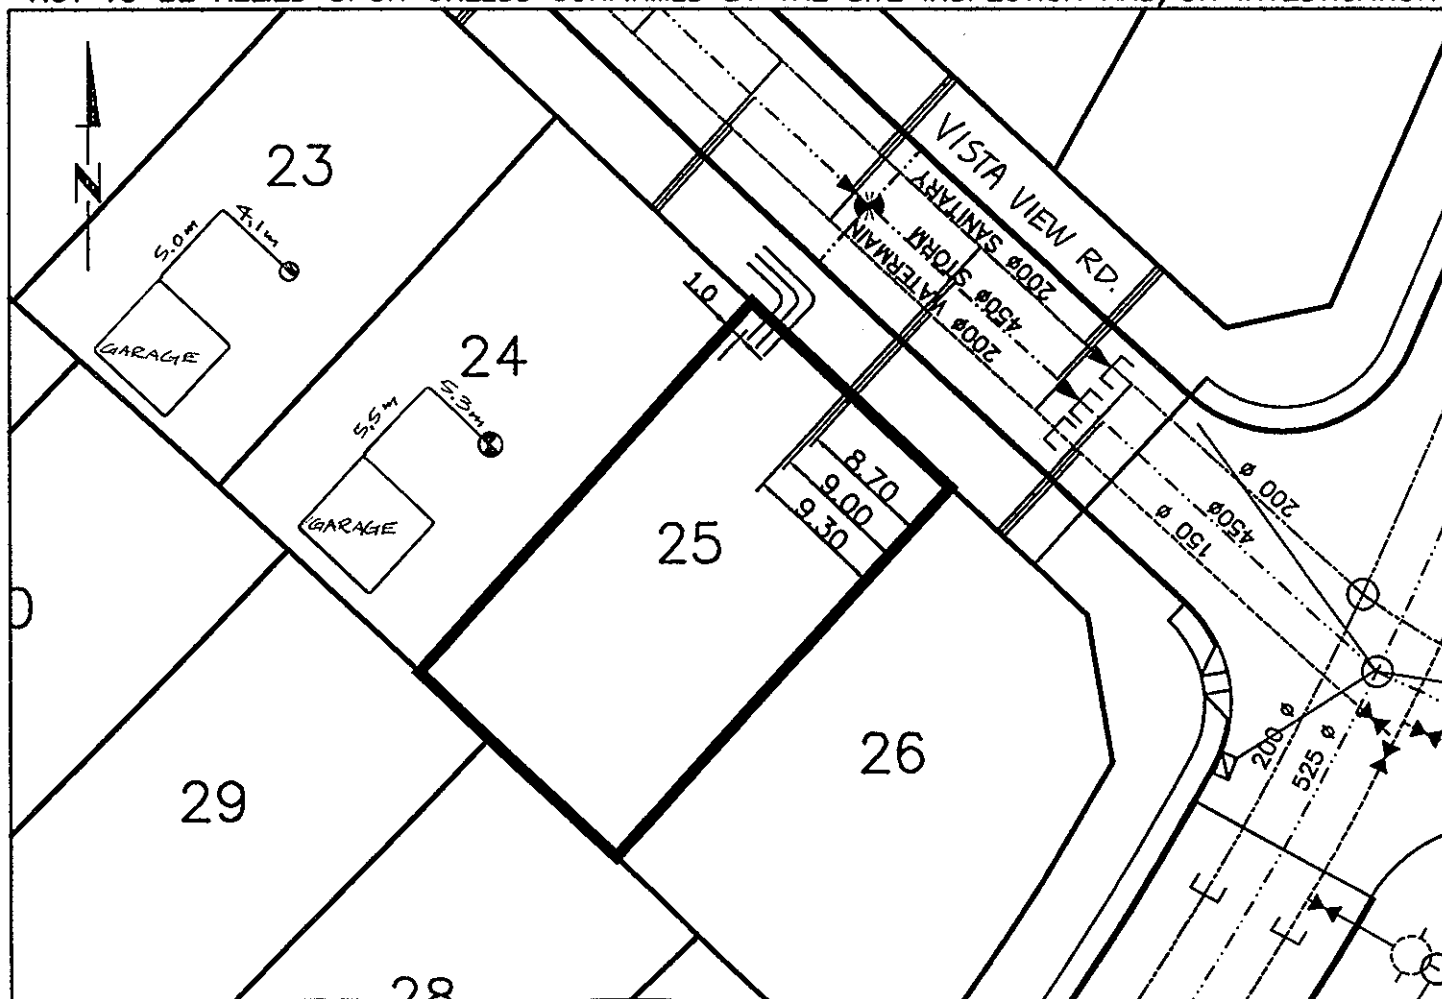 N
23
5.0m
4.1m
GARAGE
24
5.5m
5.3m
GARAGE
1.0
25
8.70
9.00
9.30
VISTA VIEW RD.
200ø SANITARY
450ø STORM
200ø WATERMAIN
200 ø
450ø
150 ø
26
200 ø
525 ø
29
28